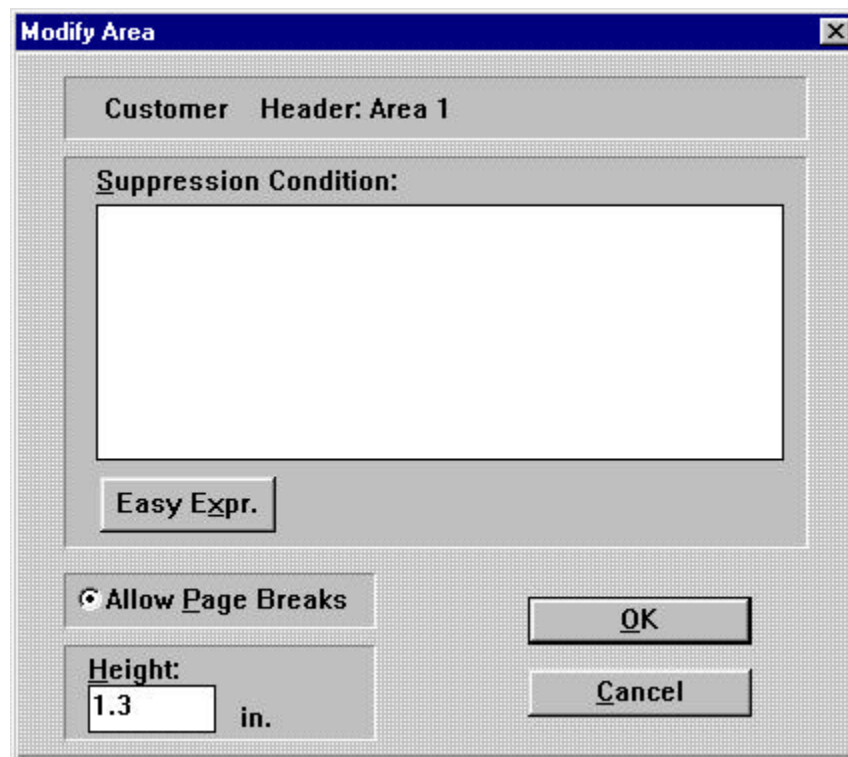 Modify Area
Customer Header: Area 1
Suppression Condition:
Easy Expr.
Allow Page Breaks
OK
Height:
1.3 in.
Cancel